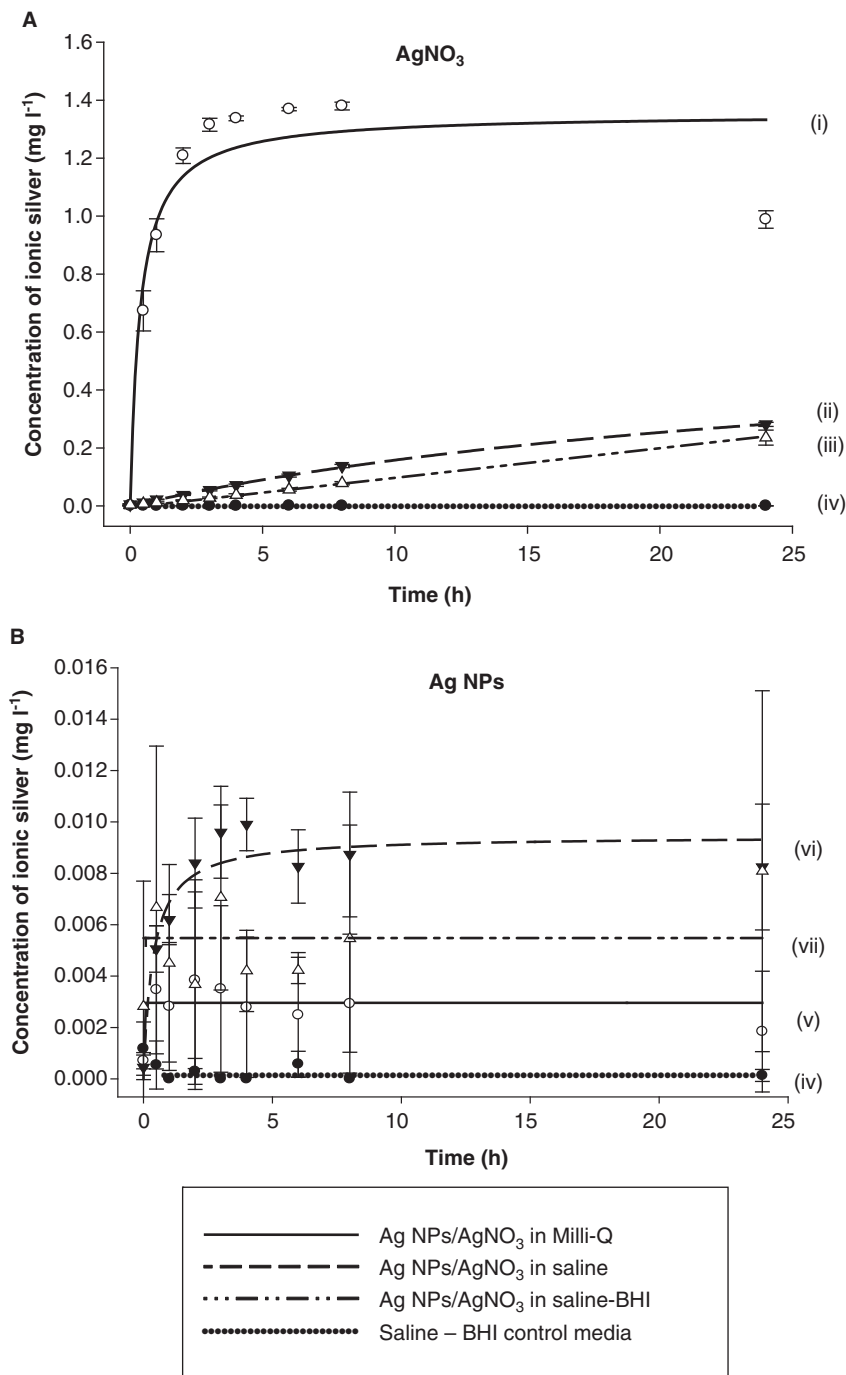 A
AgNO3
Concentration of ionic silver (mg l-1)
1.6
1.4
1.2
1.0
0.8
0.6
0.4
0.2
0.0
(i)
(ii)
(iii)
(iv)
0 5 10 15 20 25
Time (h)
B
Ag NPs
Concentration of ionic silver (mg l-1)
0.016
0.014
0.012
0.010
0.008
0.006
0.004
0.002
0.000
(vi)
(vii)
(v)
(iv)
0 5 10 15 20 25
Time (h)
Ag NPs/AgNO3 in Milli-Q
Ag NPs/AgNO3 in saline
Ag NPs/AgNO3 in saline-BHI
Saline – BHI control media